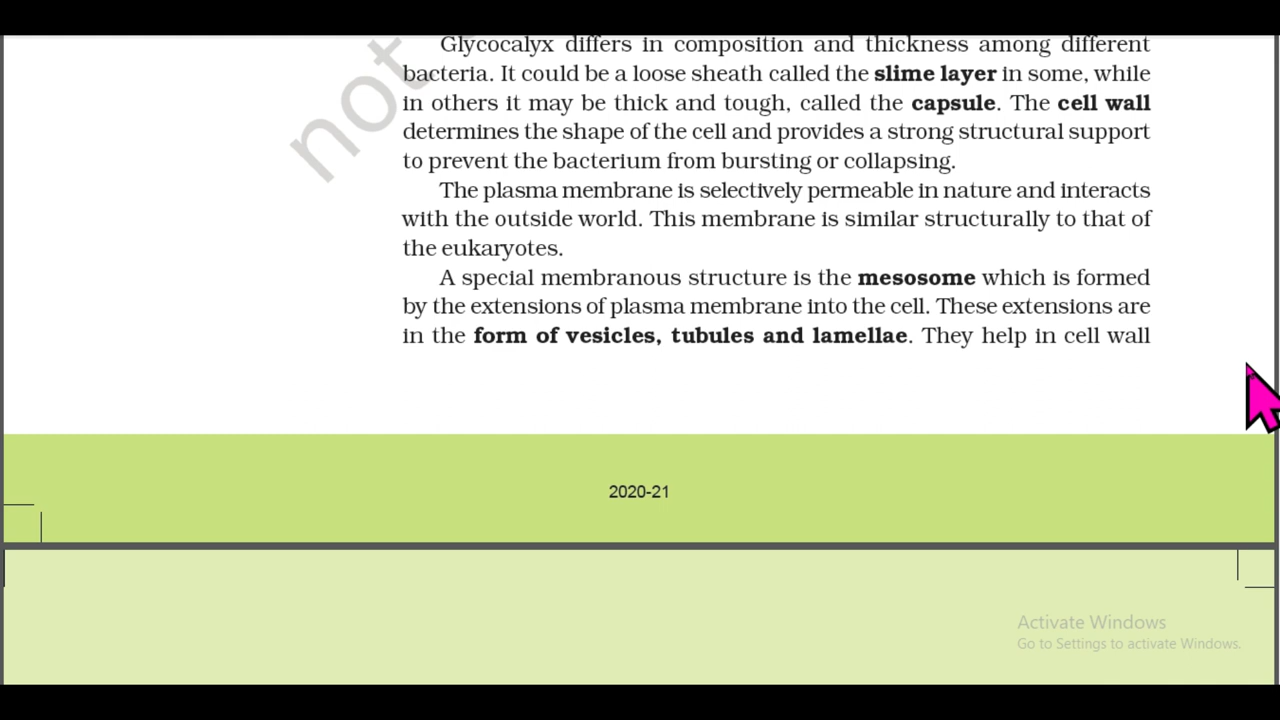 Glycocalyx differs in composition and thickness among different
bacteria. It could be a loose sheath called the slime layer in some, while
in others it may be thick and tough, called the capsule. The cell wall
determines the shape of the cell and provides a strong structural support
to prevent the bacterium from bursting or collapsing.
The plasma membrane is selectively permeable in nature and interacts
with the outside world. This membrane is similar structurally to that of
the eukaryotes.
A special membranous structure is the mesosome which is formed
by the extensions of plasma membrane into the cell. These extensions are
in the form of vesicles, tubules and lamellae. They help in cell wall
not
2020-21
Activate Windows
Go to Settings to activate Windows.